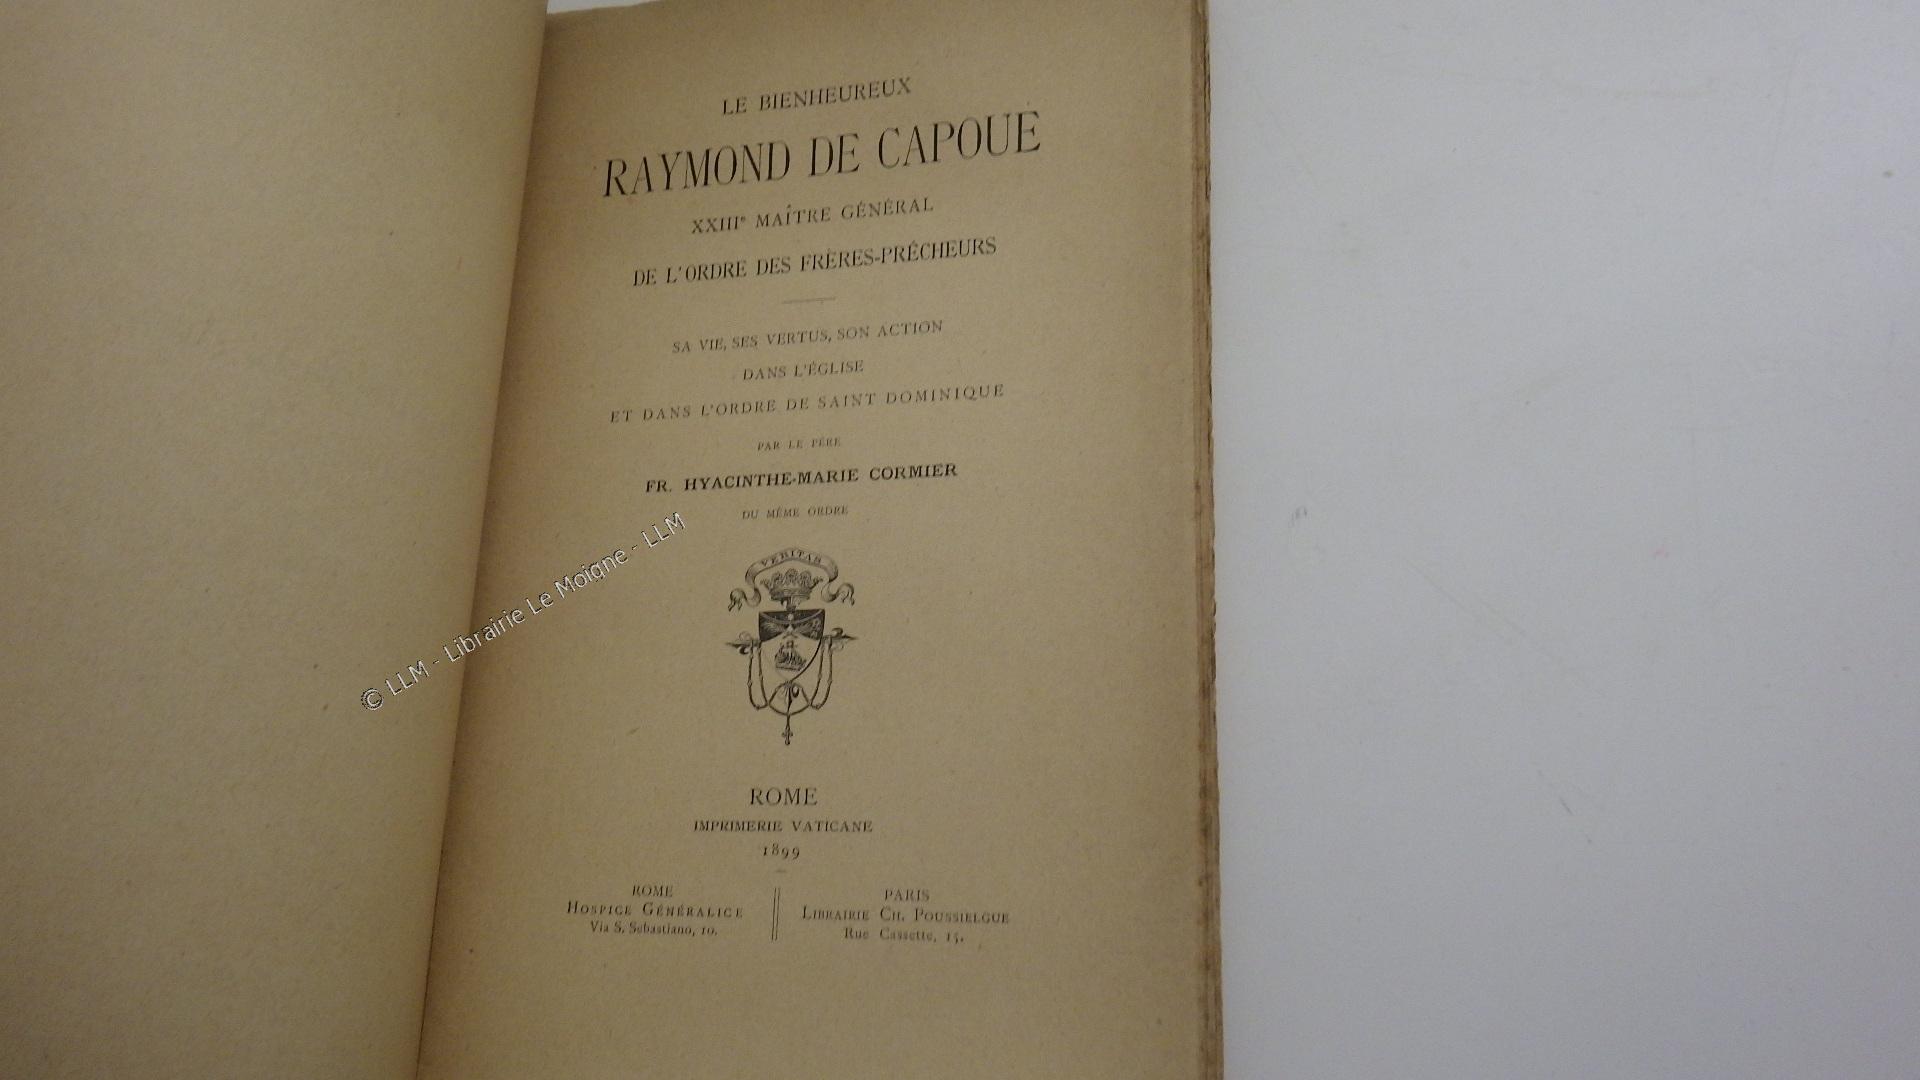 LE BIENHEUREUX
RAYMOND DE CAPOUE
XXIIIe MAÎTRE GÉNÉRAL
DE L'ORDRE DES FRÈRES-PRÉCHEURS
SA VIE, SES VERTUS, SON ACTION
DANS L'ÉGLISE
ET DANS L'ORDRE DE SAINT DOMINIQUE
PAR LE PÈRE
FR. HYACINTHE-MARIE CORMIER
DU MÊME ORDRE
VERITAS
ROME
IMPRIMERIE VATICANE
1899
ROME
HOSPICE GÉNÉRALICE
Via S. Sebastiano, 10.
PARIS
LIBRAIRIE CH. POUSSIELGUE
Rue Cassette, 15.
© LLM - Librairie Le Moigne - LLM